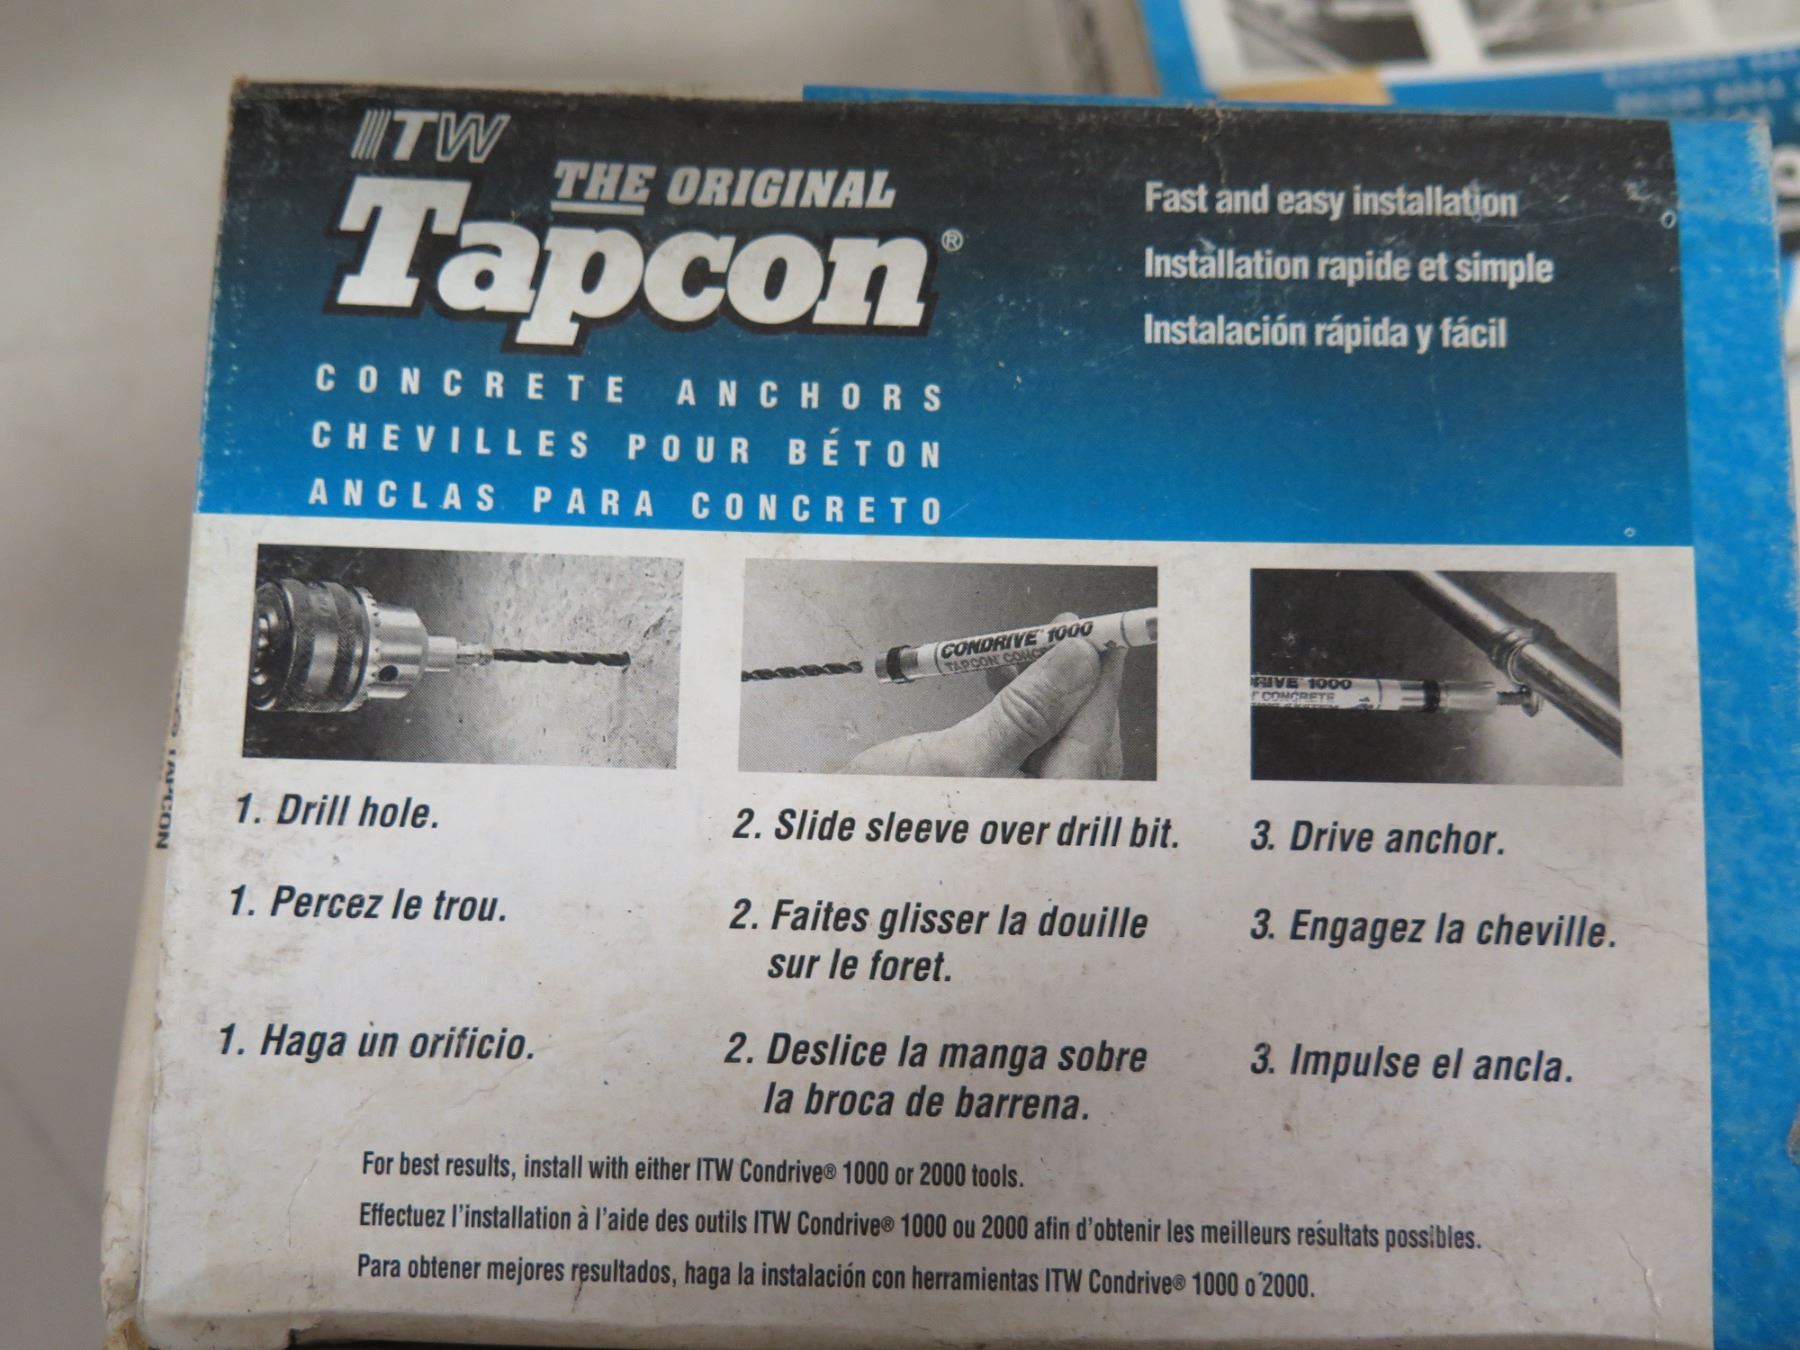 ITW
THE ORIGINAL
Tapcon®
CONCRETE ANCHORS
CHEVILLES POUR BÉTON
ANCLAS PARA CONCRETO
Fast and easy installation
Installation rapide et simple
Instalación rápida y fácil
CONDRIVE 1000
TAPCON
1000
CONCRETE
1. Drill hole.
1. Percez le trou.
1. Haga un orificio.
2. Slide sleeve over drill bit.
2. Faites glisser la douille
sur le foret.
2. Deslice la manga sobre
la broca de barrena.
3. Drive anchor.
3. Engagez la cheville.
3. Impulse el ancla.
For best results, install with either ITW Condrive® 1000 or 2000 tools.
Effectuez l'installation à l'aide des outils ITW Condrive® 1000 ou 2000 afin d'obtenir les meilleurs résultats possibles.
Para obtener mejores resultados, haga la instalación con herramientas ITW Condrive® 1000 o 2000.
TAPCON